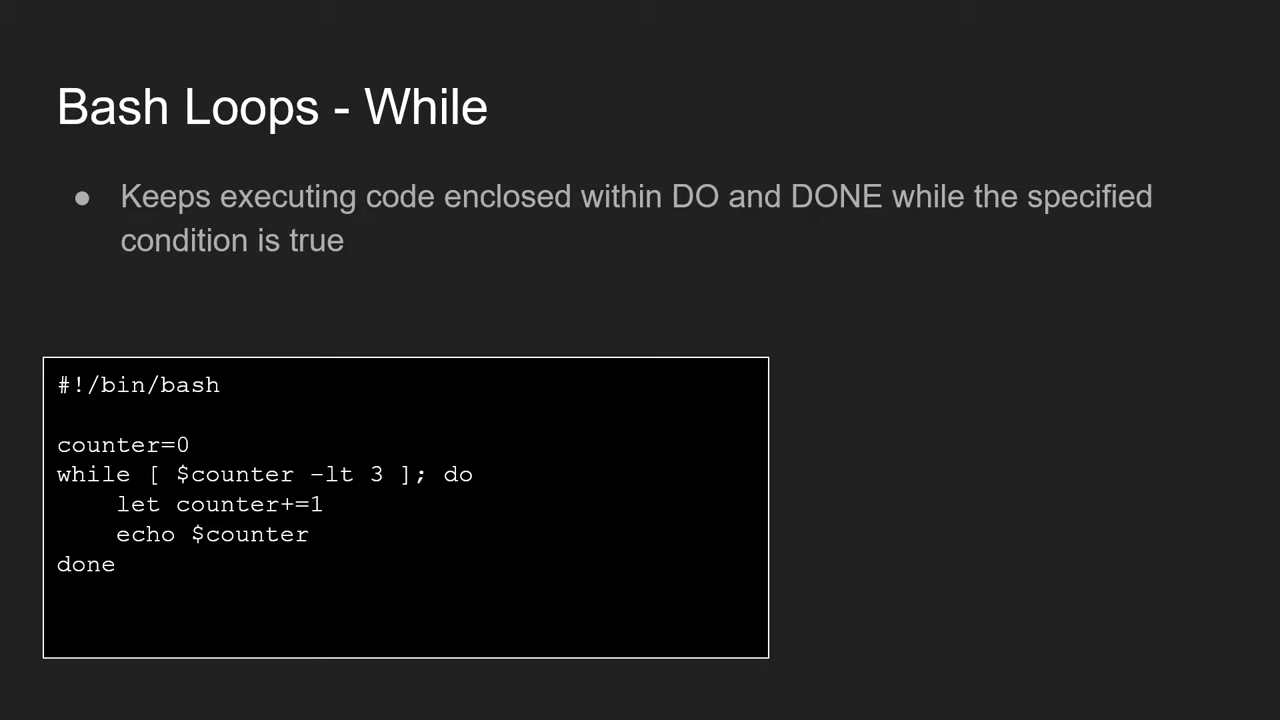 Bash Loops - While
● Keeps executing code enclosed within DO and DONE while the specified
condition is true
#!/bin/bash

counter=0
while [ $counter -lt 3 ]; do
    let counter+=1
    echo $counter
done